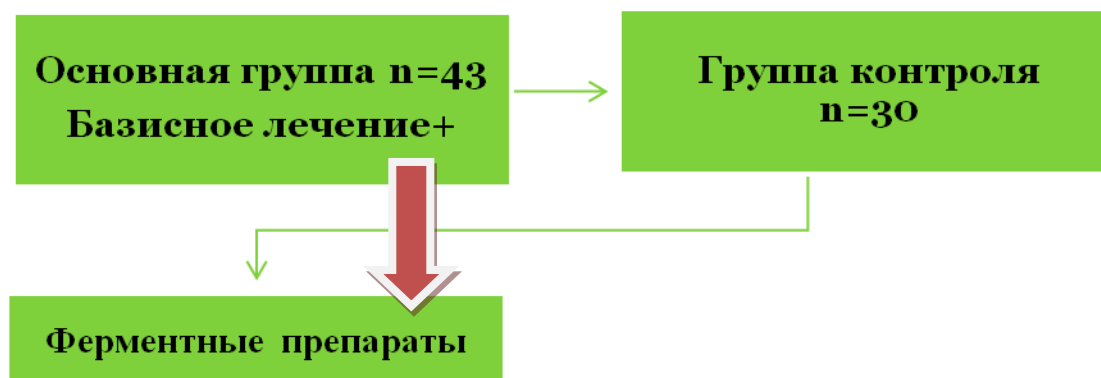 Основная группа n=43
Базисное лечение+
Группа контроля
n=30
Ферментные препараты